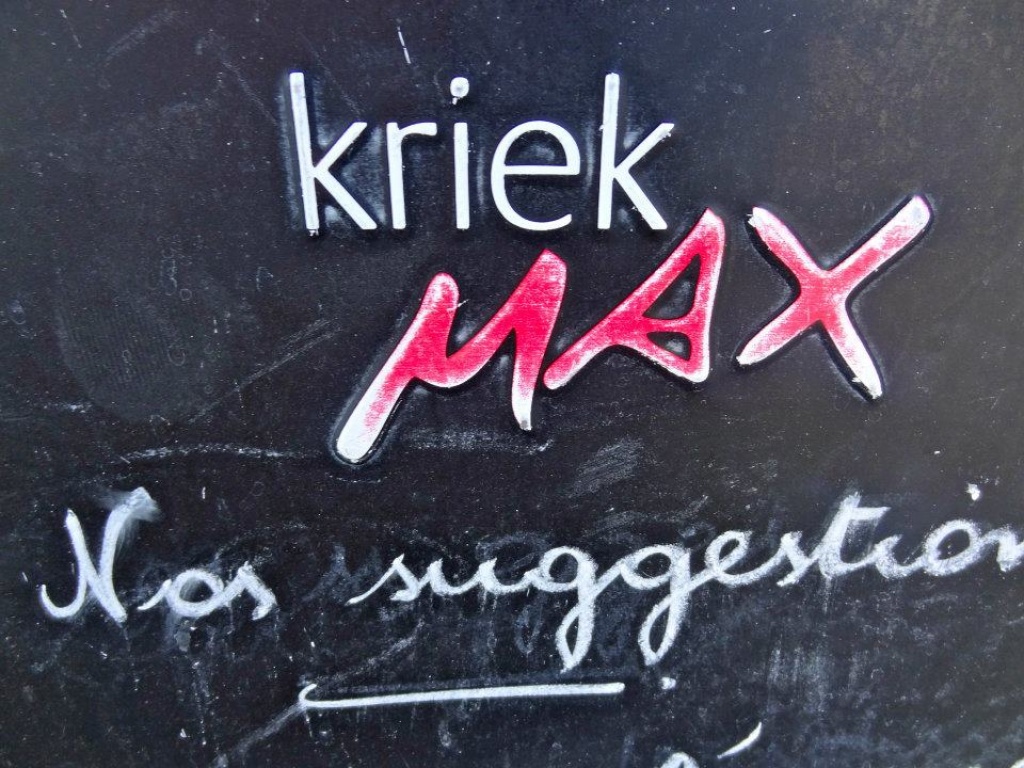 kriek
MAX
Nos suggestion